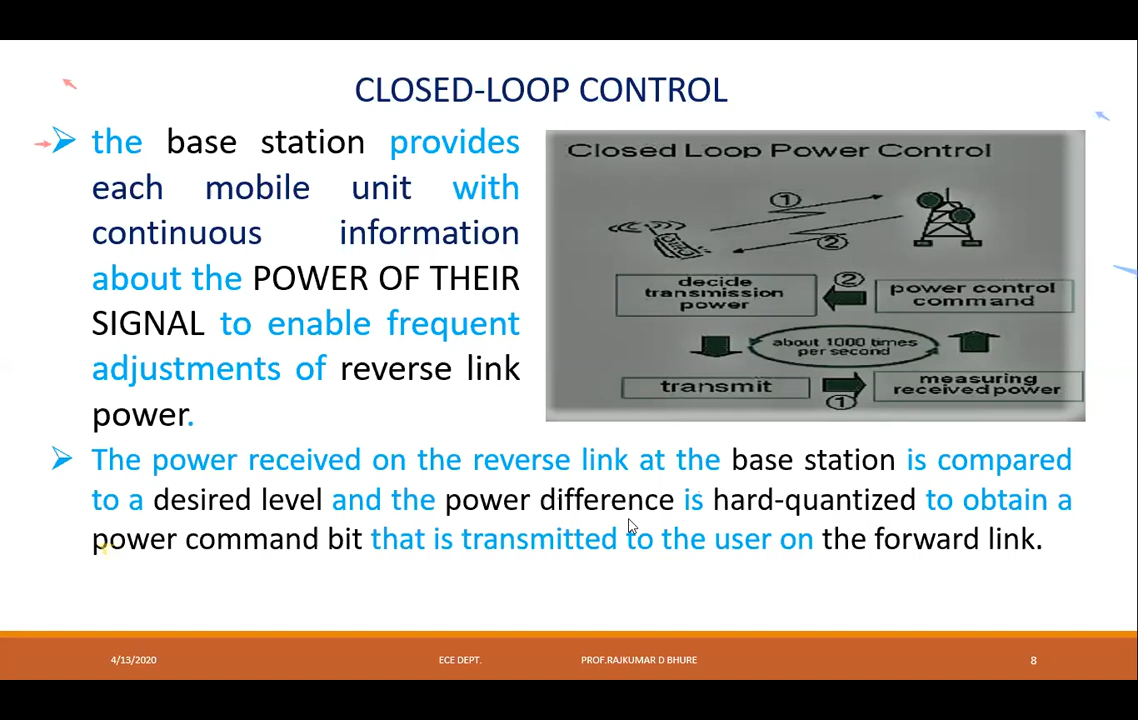 CLOSED-LOOP CONTROL
the base station provides
each mobile unit with
continuous information
about the POWER OF THEIR
SIGNAL to enable frequent
adjustments of reverse link
power.
Closed Loop Power Control
1
2
decide
transmission
power
2
power control
command
about 1000 times
per second
transmit
1
measuring
received power
The power received on the reverse link at the base station is compared
to a desired level and the power difference is hard-quantized to obtain a
power command bit that is transmitted to the user on the forward link.
4/13/2020
ECE DEPT.
PROF.RAJKUMAR D BHURE
8